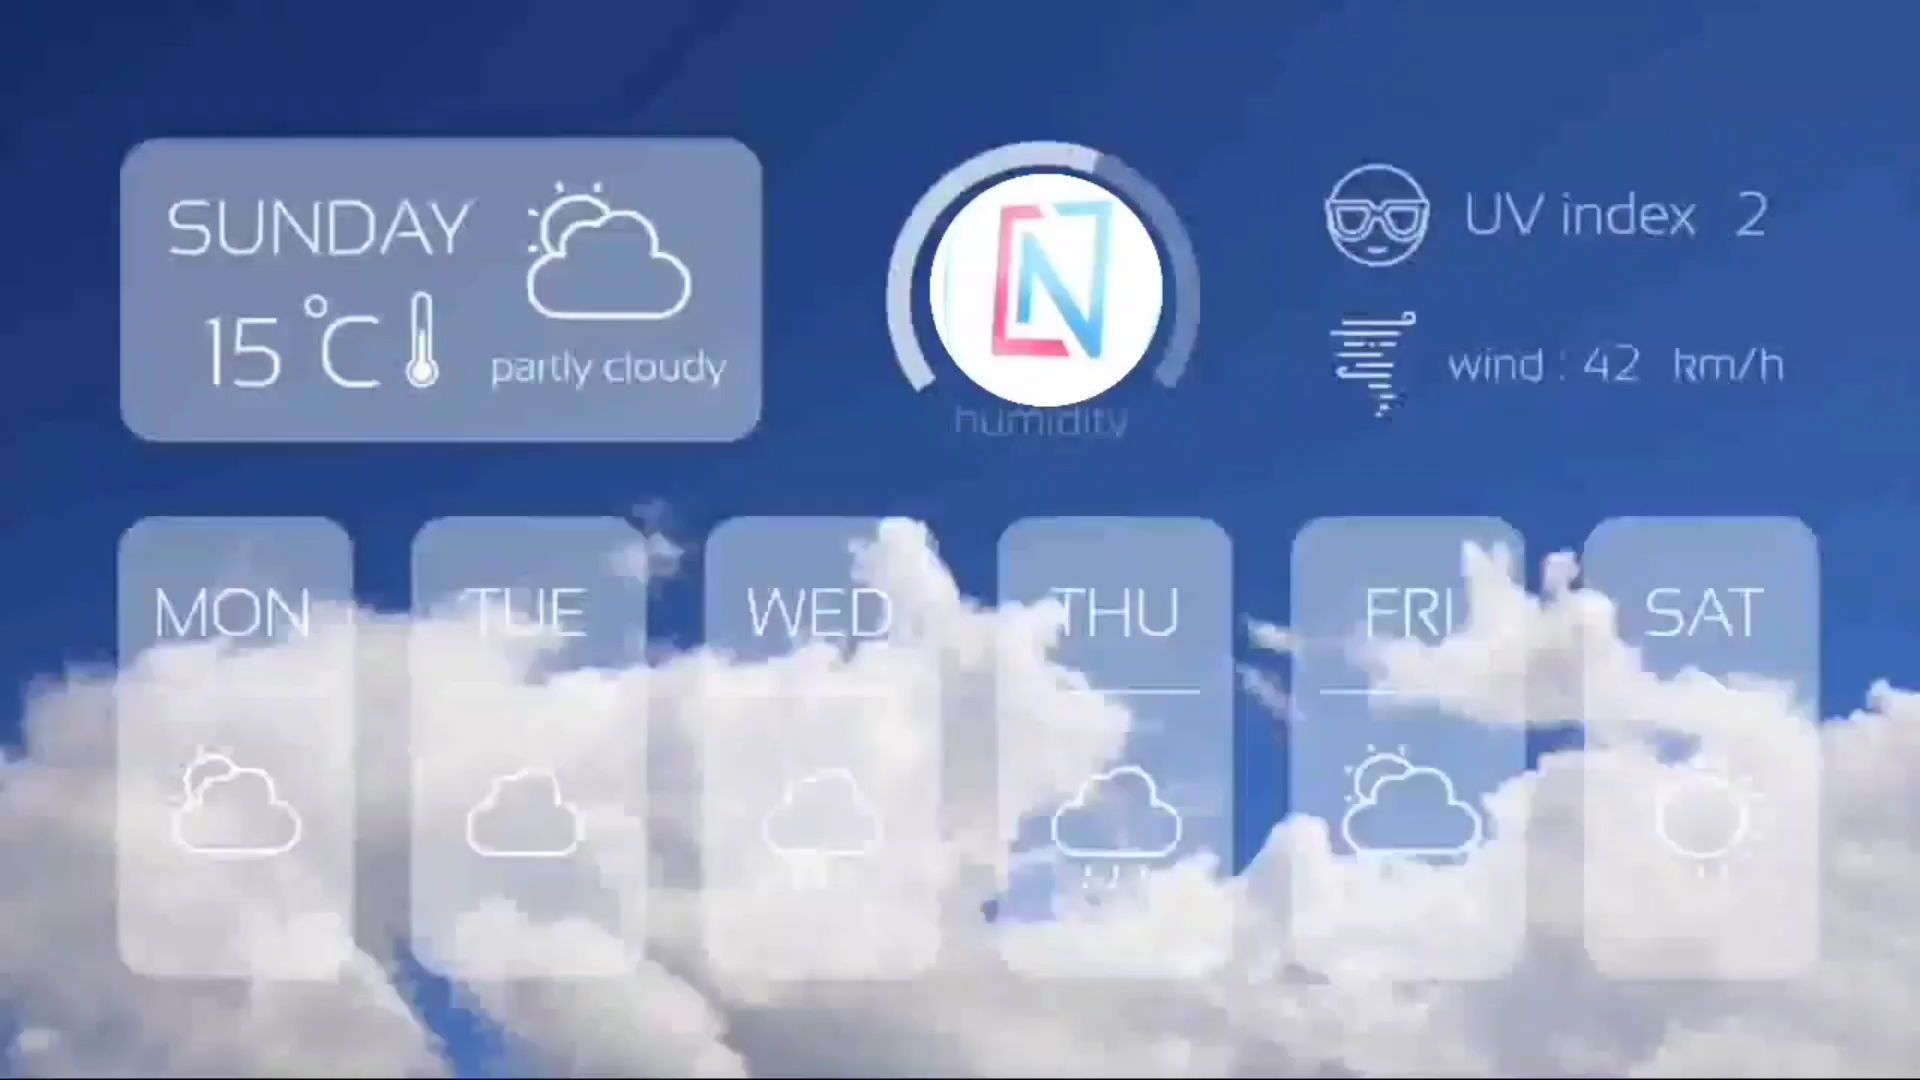 SUNDAY
15 °C
partly cloudy
N
humidity
UV index 2
wind : 42 km/h
MON
TUE
WED
THU
FRI
SAT